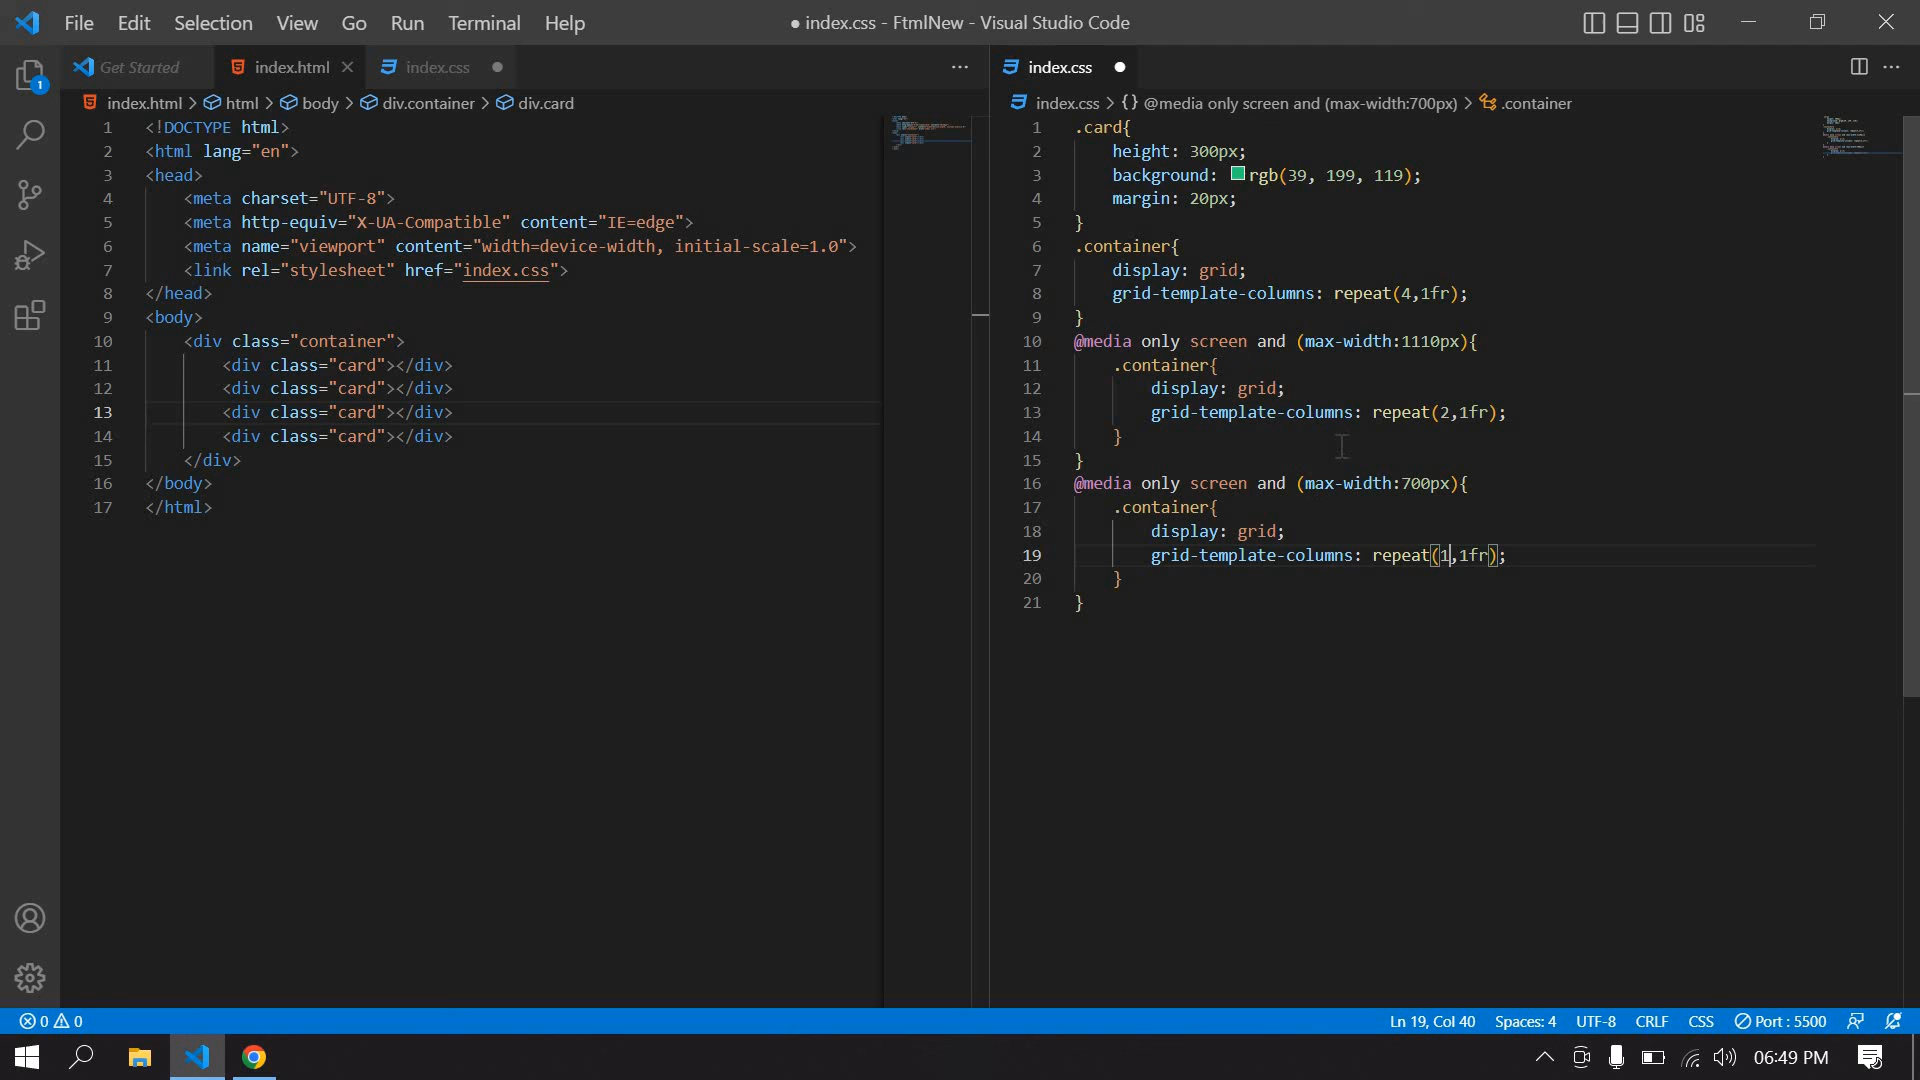 File Edit Selection View Go Run Terminal Help
● index.css - FtmlNew - Visual Studio Code
1
Get Started
index.html
index.css
index.html > html > body > div.container > div.card
1 <!DOCTYPE html>
2 <html lang="en">
3 <head>
4 <meta charset="UTF-8">
5 <meta http-equiv="X-UA-Compatible" content="IE=edge">
6 <meta name="viewport" content="width=device-width, initial-scale=1.0">
7 <link rel="stylesheet" href="index.css">
8 </head>
9 <body>
10 <div class="container">
11 <div class="card"></div>
12 <div class="card"></div>
13 <div class="card"></div>
14 <div class="card"></div>
15 </div>
16 </body>
17 </html>
index.css
index.css > {} @media only screen and (max-width:700px) > .container
1 .card{
2 height: 300px;
3 background: rgb(39, 199, 119);
4 margin: 20px;
5 }
6 .container{
7 display: grid;
8 grid-template-columns: repeat(4,1fr);
9 }
10 @media only screen and (max-width:1110px){
11 .container{
12 display: grid;
13 grid-template-columns: repeat(2,1fr);
14 }
15 }
16 @media only screen and (max-width:700px){
17 .container{
18 display: grid;
19 grid-template-columns: repeat(1,1fr);
20 }
21 }
0 0
Ln 19, Col 40 Spaces: 4 UTF-8 CRLF CSS Port : 5500
06:49 PM